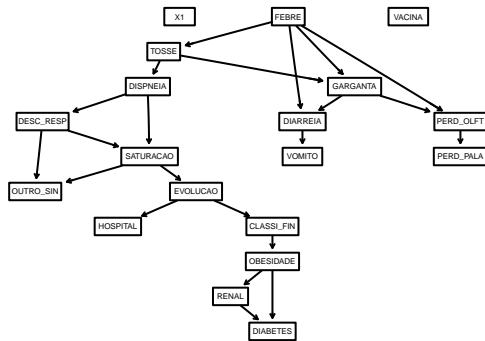 X1 FEBRE VACINA
TOSSE
DISPNEIA GARGANTA
DESC_RESP DIARREIA PERD_OLFT
SATURACAO VOMITO PERD_PALA
OUTRO_SIN EVOLUCAO
HOSPITAL CLASSI_FIN
OBESIDADE
RENAL
DIABETES